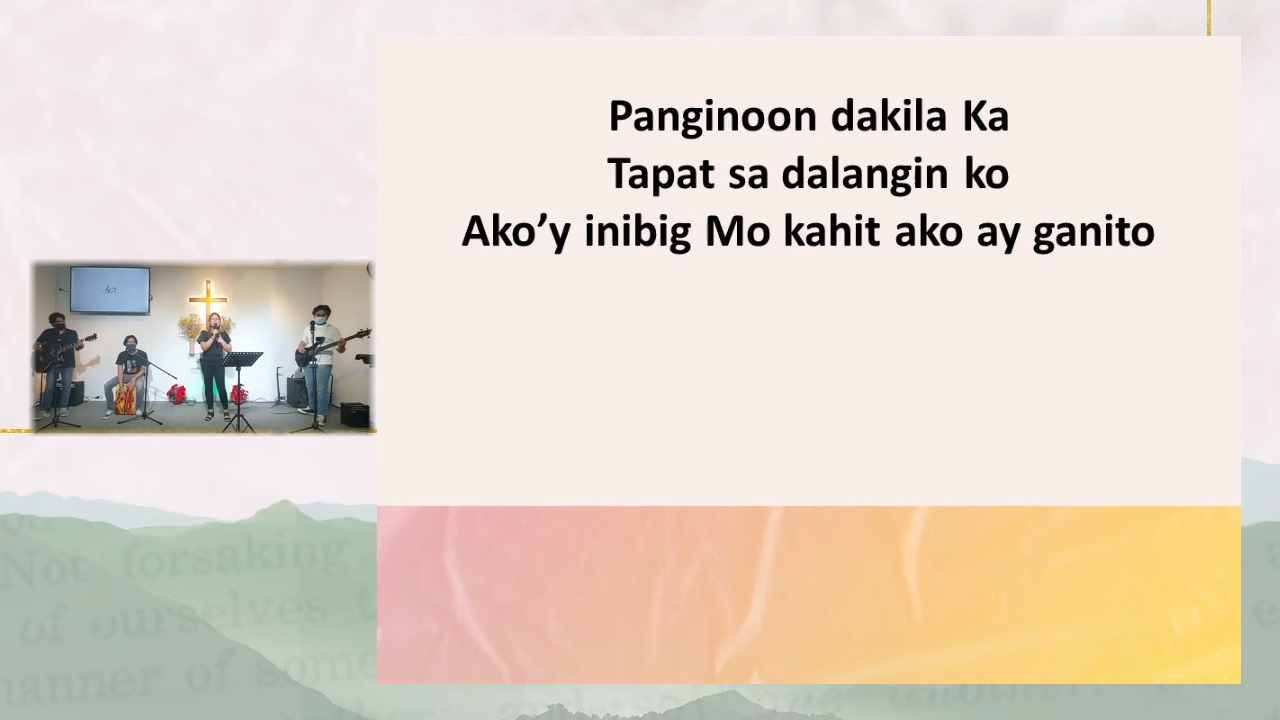 Panginoon dakila Ka
Tapat sa dalangin ko
Ako’y inibig Mo kahit ako ay ganito
Not forsaking
of ourselves
manner of some
another: